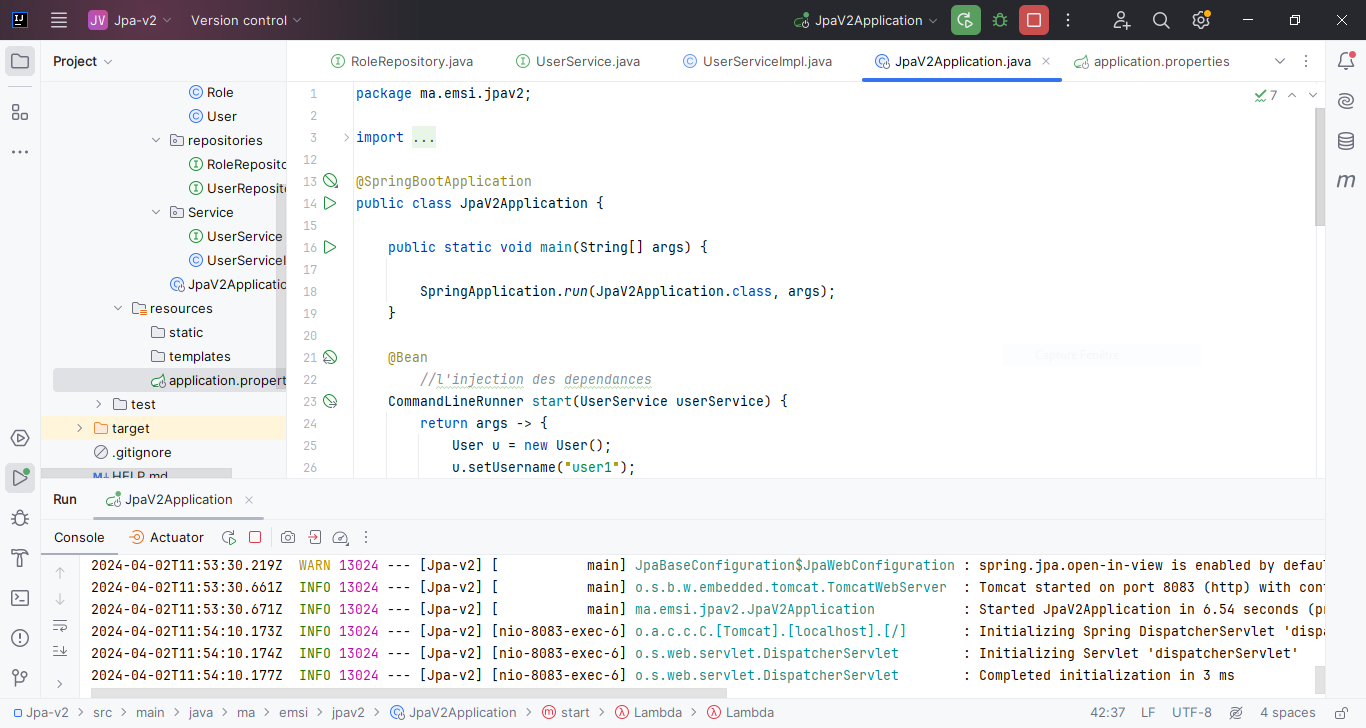 JV Jpa-v2 Version control JpaV2Application
Project
RoleRepository.java UserService.java UserServiceImpl.java JpaV2Application.java application.properties
Role
User
repositories
RoleReposito
UserReposito
Service
UserService
UserServiceI
JpaV2Applicatio
resources
static
templates
application.propert
test
target
.gitignore
M↓ HELP.md
7
1 package ma.emsi.jpav2;
2
3 import ...
12
13 @SpringBootApplication
14 public class JpaV2Application {
15
16 public static void main(String[] args) {
17
18 SpringApplication.run(JpaV2Application.class, args);
19 }
20
21 @Bean
22 //l'injection des dependances
23 CommandLineRunner start(UserService userService) {
24 return args -> {
25 User u = new User();
26 u.setUsername("user1");
m
Run JpaV2Application
Console Actuator
2024-04-02T11:53:30.219Z WARN 13024 --- [Jpa-v2] [ main] JpaBaseConfiguration$JpaWebConfiguration : spring.jpa.open-in-view is enabled by defau
2024-04-02T11:53:30.661Z INFO 13024 --- [Jpa-v2] [ main] o.s.b.w.embedded.tomcat.TomcatWebServer : Tomcat started on port 8083 (http) with cont
2024-04-02T11:53:30.671Z INFO 13024 --- [Jpa-v2] [ main] ma.emsi.jpav2.JpaV2Application : Started JpaV2Application in 6.54 seconds (pr
2024-04-02T11:54:10.173Z INFO 13024 --- [Jpa-v2] [nio-8083-exec-6] o.a.c.c.C.[Tomcat].[localhost].[/] : Initializing Spring DispatcherServlet 'dispa
2024-04-02T11:54:10.174Z INFO 13024 --- [Jpa-v2] [nio-8083-exec-6] o.s.web.servlet.DispatcherServlet : Initializing Servlet 'dispatcherServlet'
2024-04-02T11:54:10.177Z INFO 13024 --- [Jpa-v2] [nio-8083-exec-6] o.s.web.servlet.DispatcherServlet : Completed initialization in 3 ms
Jpa-v2 > src > main > java > ma > emsi > jpav2 > JpaV2Application > start > Lambda > Lambda 42:37 LF UTF-8 4 spaces